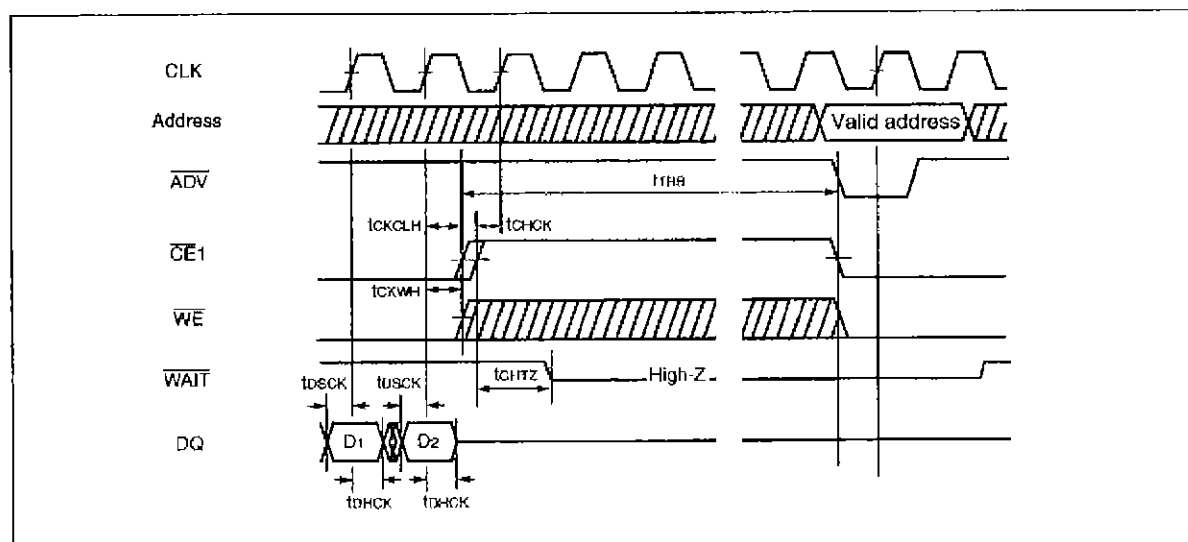 CLK
Address
Valid address
ADV
tTRB
tCKCLH
tCHCK
CE1
tCKWH
WE
WAIT
tDSCK
tDSCK
tCHTZ
High-Z
DQ
D1
D2
tDHCK
tDHCK